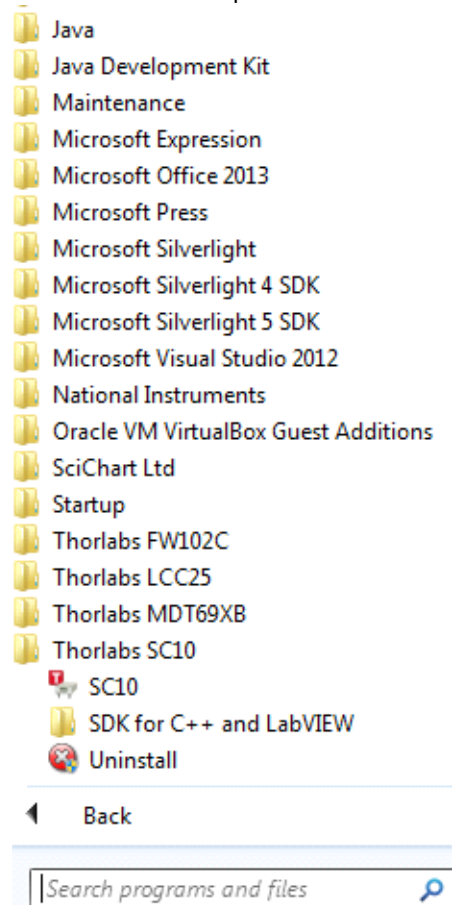 Java
Java Development Kit
Maintenance
Microsoft Expression
Microsoft Office 2013
Microsoft Press
Microsoft Silverlight
Microsoft Silverlight 4 SDK
Microsoft Silverlight 5 SDK
Microsoft Visual Studio 2012
National Instruments
Oracle VM VirtualBox Guest Additions
SciChart Ltd
Startup
Thorlabs FW102C
Thorlabs LCC25
Thorlabs MDT69XB
Thorlabs SC10
SC10
SDK for C++ and LabVIEW
Uninstall
Back
Search programs and files